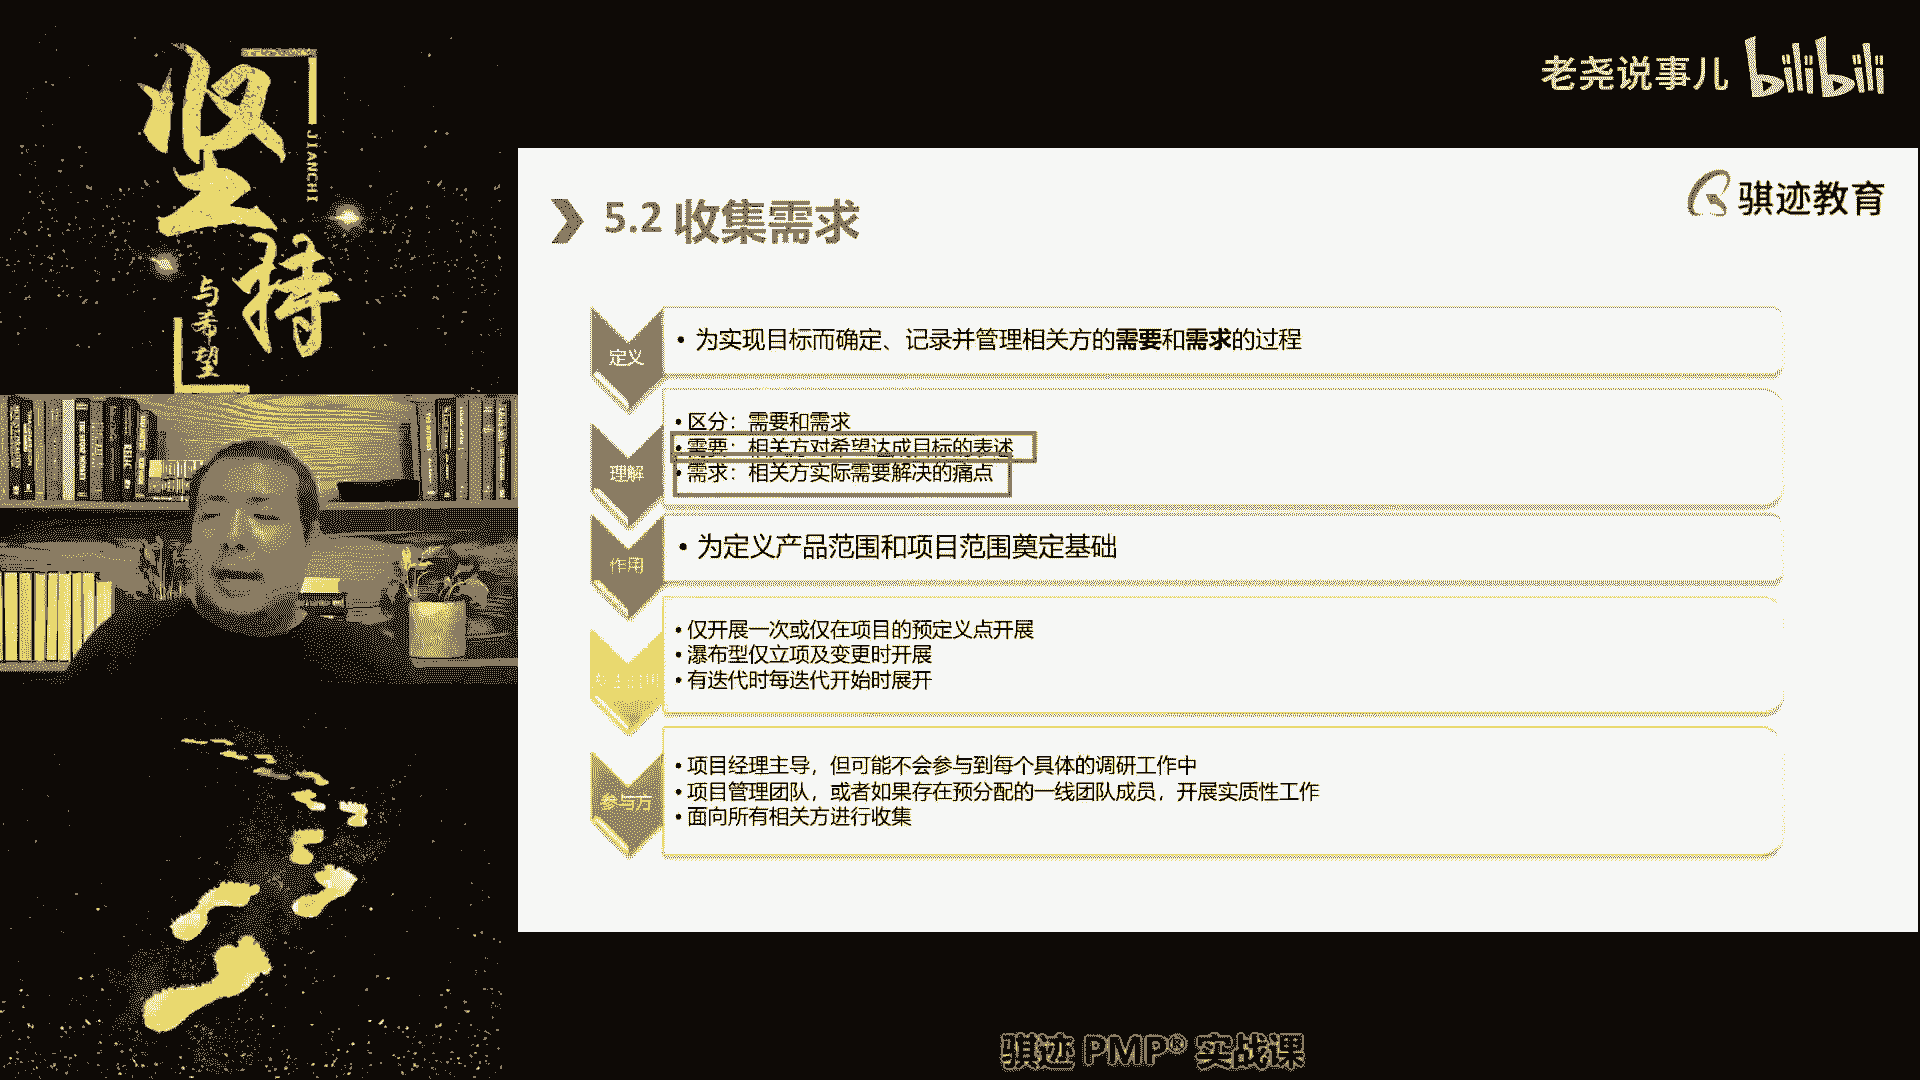 坚持
JIANCHI
与希望
老尧说事儿 bilibili
骐迹教育
5.2 收集需求
定义
• 为实现目标而确定、记录并管理相关方的需要和需求的过程
理解
• 区分：需要和需求
• 需要：相关方对希望达成目标的表述
• 需求：相关方实际需要解决的痛点
作用
• 为定义产品范围和项目范围奠定基础
• 仅开展一次或仅在项目的预定义点开展
• 瀑布型仅立项及变更时开展
• 有迭代时每迭代开始时展开
参与方
• 项目经理主导，但可能不会参与到每个具体的调研工作中
• 项目管理团队，或者如果存在预分配的一线团队成员，开展实质性工作
• 面向所有相关方进行收集
骐迹 PMP® 实战课